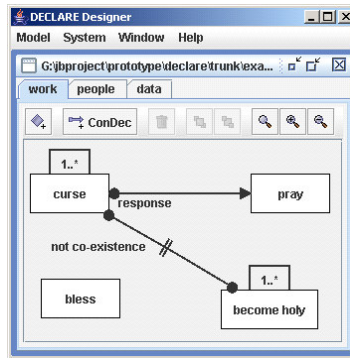 DECLARE Designer
Model System Window Help
G:\jbproject\prototype\declare\trunk\exa...
work people data
ConDec
1..*
curse
response
pray
not co-existence
1..*
bless
become holy